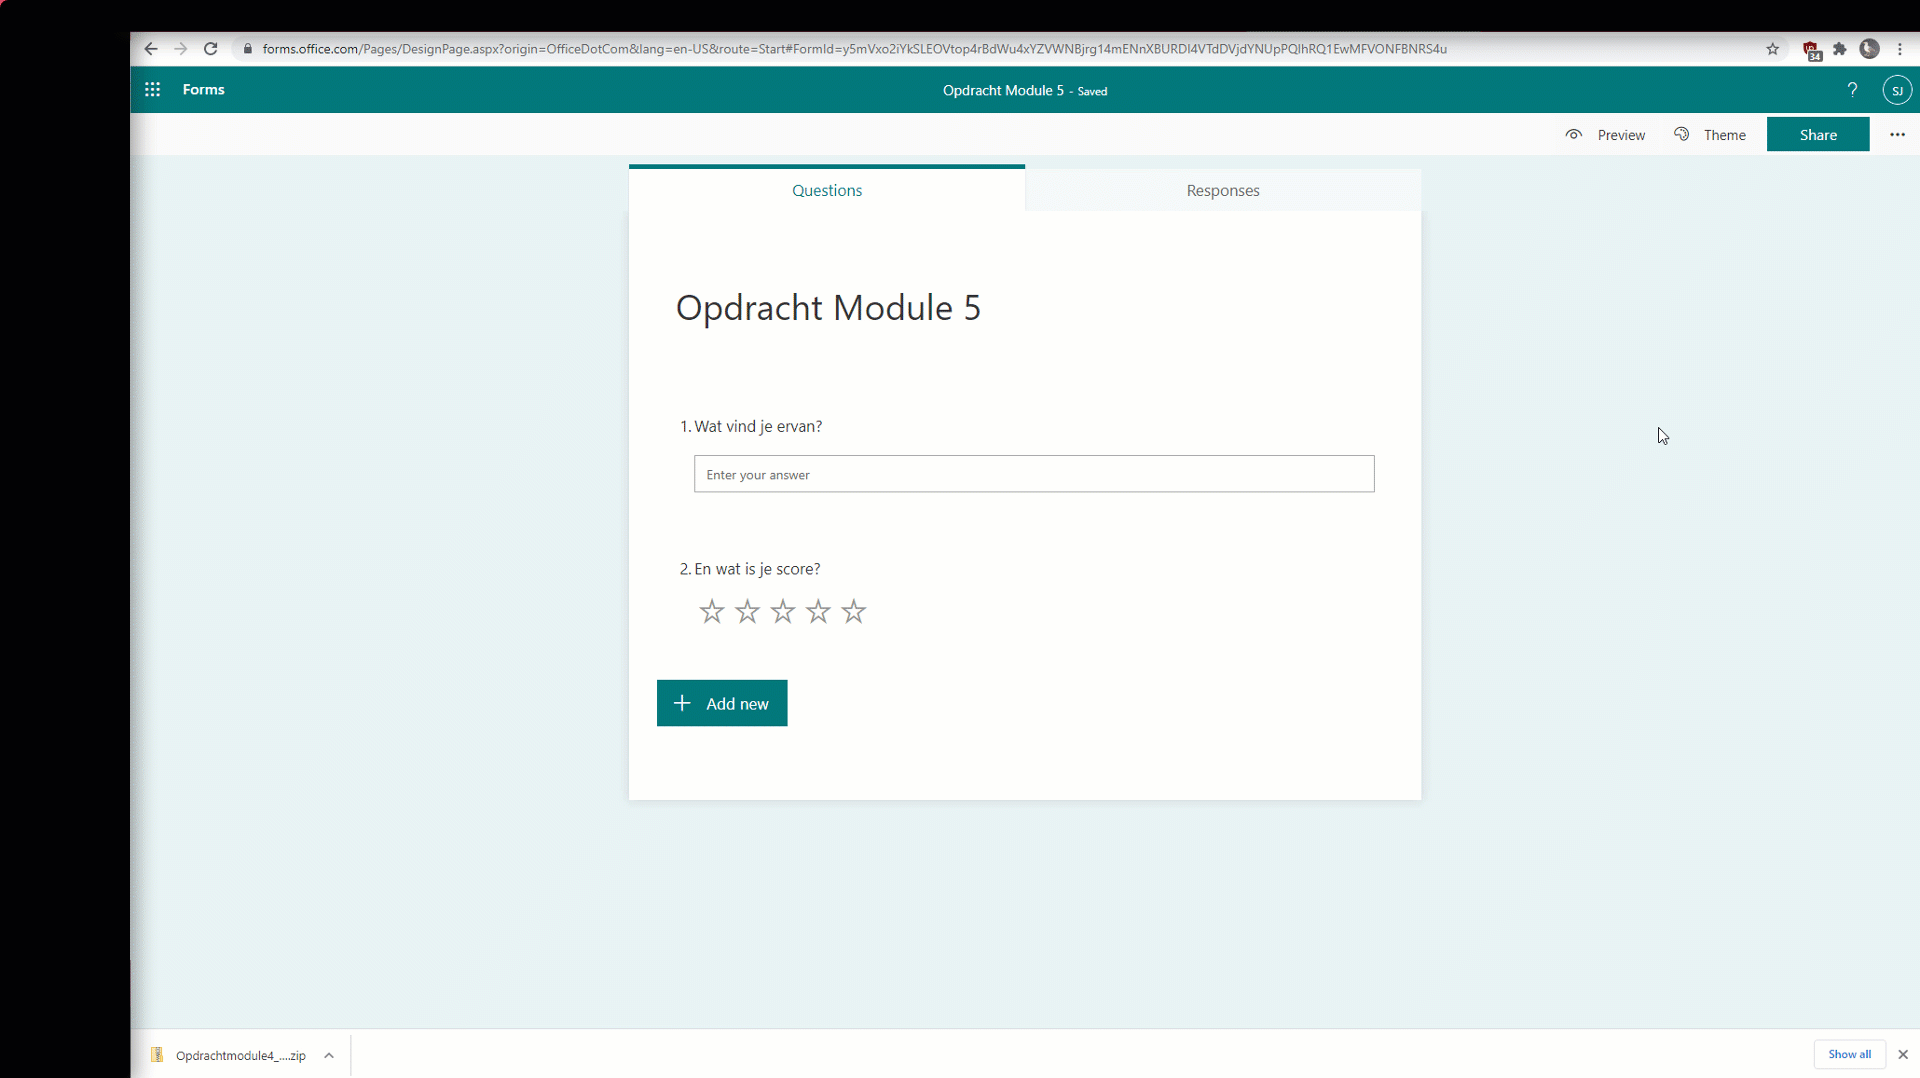 forms.office.com/Pages/DesignPage.aspx?origin=OfficeDotCom&lang=en-US&route=Start#FormId=y5mVxo2iYkSLEOVtop4rBdWu4xYZVWNBjrg14mENnXBURDI4VTdDVjdYNUpPQlhRQ1EwMFVONFBNRS4u
34
Forms
Opdracht Module 5 - Saved
?
SJ
Preview
Theme
Share
Questions
Responses
Opdracht Module 5
1. Wat vind je ervan?
Enter your answer
2. En wat is je score?
Add new
Opdrachtmodule4_....zip
Show all